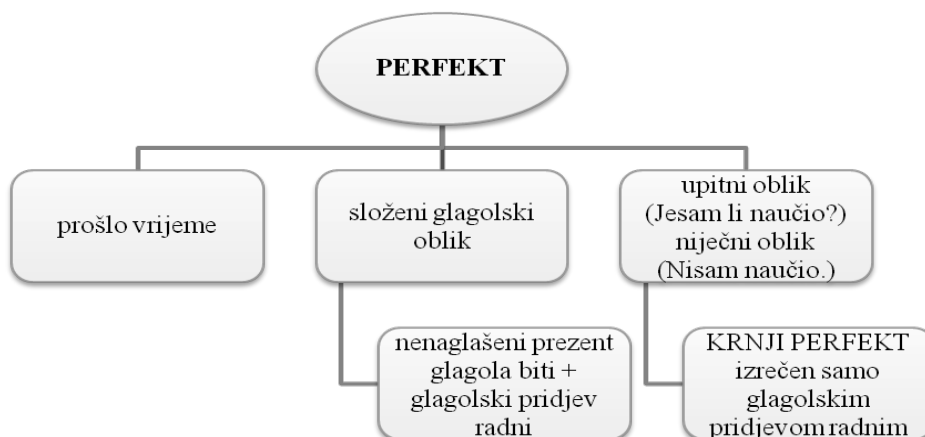 PERFEKT
prošlo vrijeme
složeni glagolski
oblik
upitni oblik
(Jesam li naučio?)
niječni oblik
(Nisam naučio.)
nenaglašeni prezent
glagola biti +
glagolski pridjev
radni
KRNJI PERFEKT
izrečen samo
glagolskim
pridjevom radnim